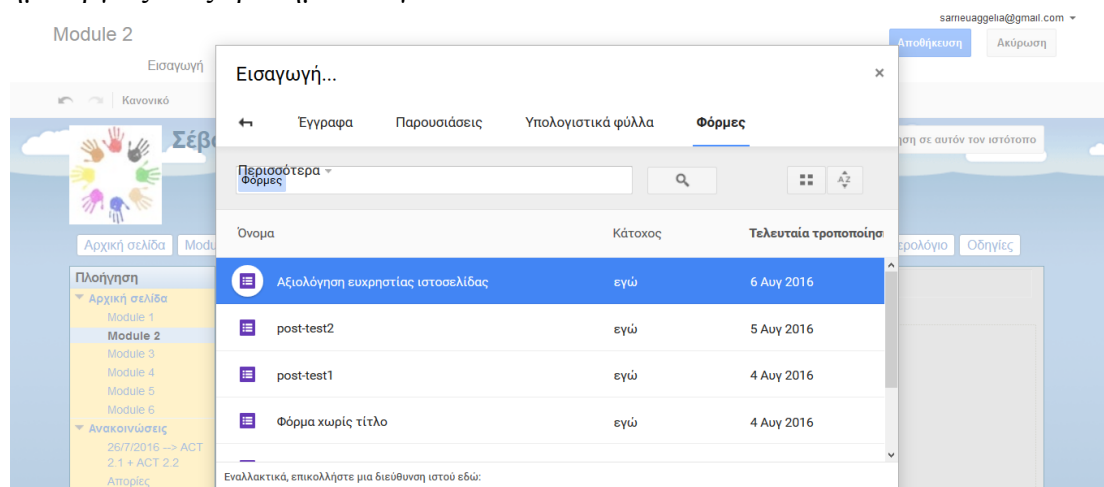 sarneuaggelia@gmail.com
Module 2
Αποθήκευση Ακύρωση
Εισαγωγή
Εισαγωγή...
×
Κανονικό
Έγγραφα Παρουσιάσεις Υπολογιστικά φύλλα Φόρμες
Σέβ
ηση σε αυτόν τον ιστότοπο
Περισσότερα
Φόρμες
AZ
Όνομα Κάτοχος Τελευταία τροποποίησ
Αρχική σελίδα Modu
ερολόγιο Οδηγίες
Πλοήγηση
Αξιολόγηση ευχρηστίας ιστοσελίδας εγώ 6 Αυγ 2016
Αρχική σελίδα
Module 1
post-test2 εγώ 5 Αυγ 2016
Module 2
Module 3
post-test1 εγώ 4 Αυγ 2016
Module 4
Module 5
Module 6
Φόρμα χωρίς τίτλο εγώ 4 Αυγ 2016
Ανακοινώσεις
26/7/2016 --> ACT
2.1 + ACT 2.2
Απορίες
Εναλλακτικά, επικολλήστε μια διεύθυνση ιστού εδώ: